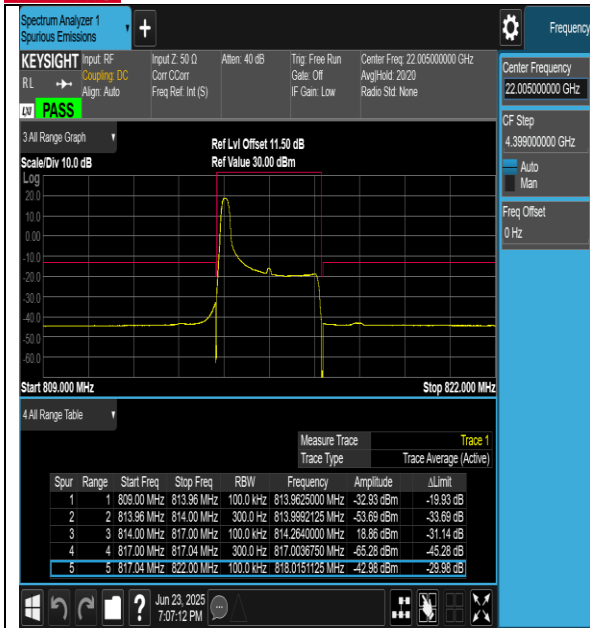 Spectrum Analyzer 1
Spurious Emissions
+
Frequency
KEYSIGHT Input: RF Input Z: 50 Ω Atten: 40 dB Trig: Free Run Center Freq: 22.005000000 GHz
RL Coupling: DC Corr CCorr Gate: Off Avg|Hold: 20/20
Align: Auto Freq Ref: Int (S) IF Gain: Low Radio Std: None
LXI PASS
Center Frequency
22.005000000 GHz
CF Step
4.399000000 GHz
Auto
Man
Freq Offset
0 Hz
3 All Range Graph
Ref Lvl Offset 11.50 dB
Scale/Div 10.0 dB Ref Value 30.00 dBm
Log
20.0
10.0
0.00
-10.0
-20.0
-30.0
-40.0
-50.0
-60.0
Start 809.000 MHz Stop 822.000 MHz
4 All Range Table
Measure Trace Trace 1
Trace Type Trace Average (Active)
Spur Range Start Freq Stop Freq RBW Frequency Amplitude ΔLimit
1 1 809.00 MHz 813.96 MHz 100.0 kHz 813.9625000 MHz -32.93 dBm -19.93 dB
2 2 813.96 MHz 814.00 MHz 300.0 Hz 813.9992125 MHz -53.69 dBm -33.69 dB
3 3 814.00 MHz 817.00 MHz 100.0 kHz 814.2640000 MHz 18.86 dBm -31.14 dB
4 4 817.00 MHz 817.04 MHz 300.0 Hz 817.0036750 MHz -65.28 dBm -45.28 dB
5 5 817.04 MHz 822.00 MHz 100.0 kHz 818.0151125 MHz -42.98 dBm -29.98 dB
? Jun 23, 2025
7:07:12 PM